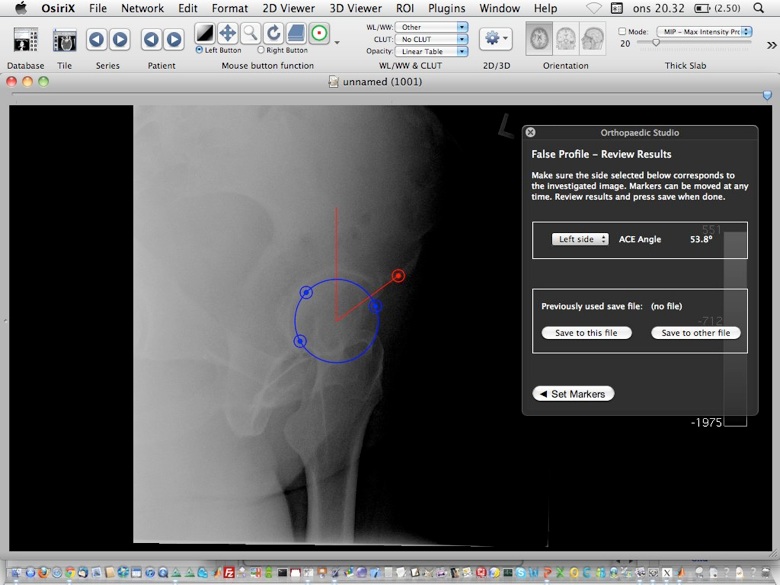 OsiriX File Network Edit Format 2D Viewer 3D Viewer ROI Plugins Window Help ons 20.32 (2.50)
WL/WW: Other
CLUT: No CLUT
Opacity: Linear Table
Left Button Right Button
Mode: MIP - Max Intensity Pro
20
Database Tile Series Patient Mouse button function WL/WW & CLUT 2D/3D Orientation Thick Slab
unnamed (1001)
L
Orthopaedic Studio
False Profile - Review Results
Make sure the side selected below corresponds to
the investigated image. Markers can be moved at any
time. Review results and press save when done.
551
Left side ACE Angle 53.8°
Previously used save file: (no file)
-712
Save to this file Save to other file
Set Markers
-1975